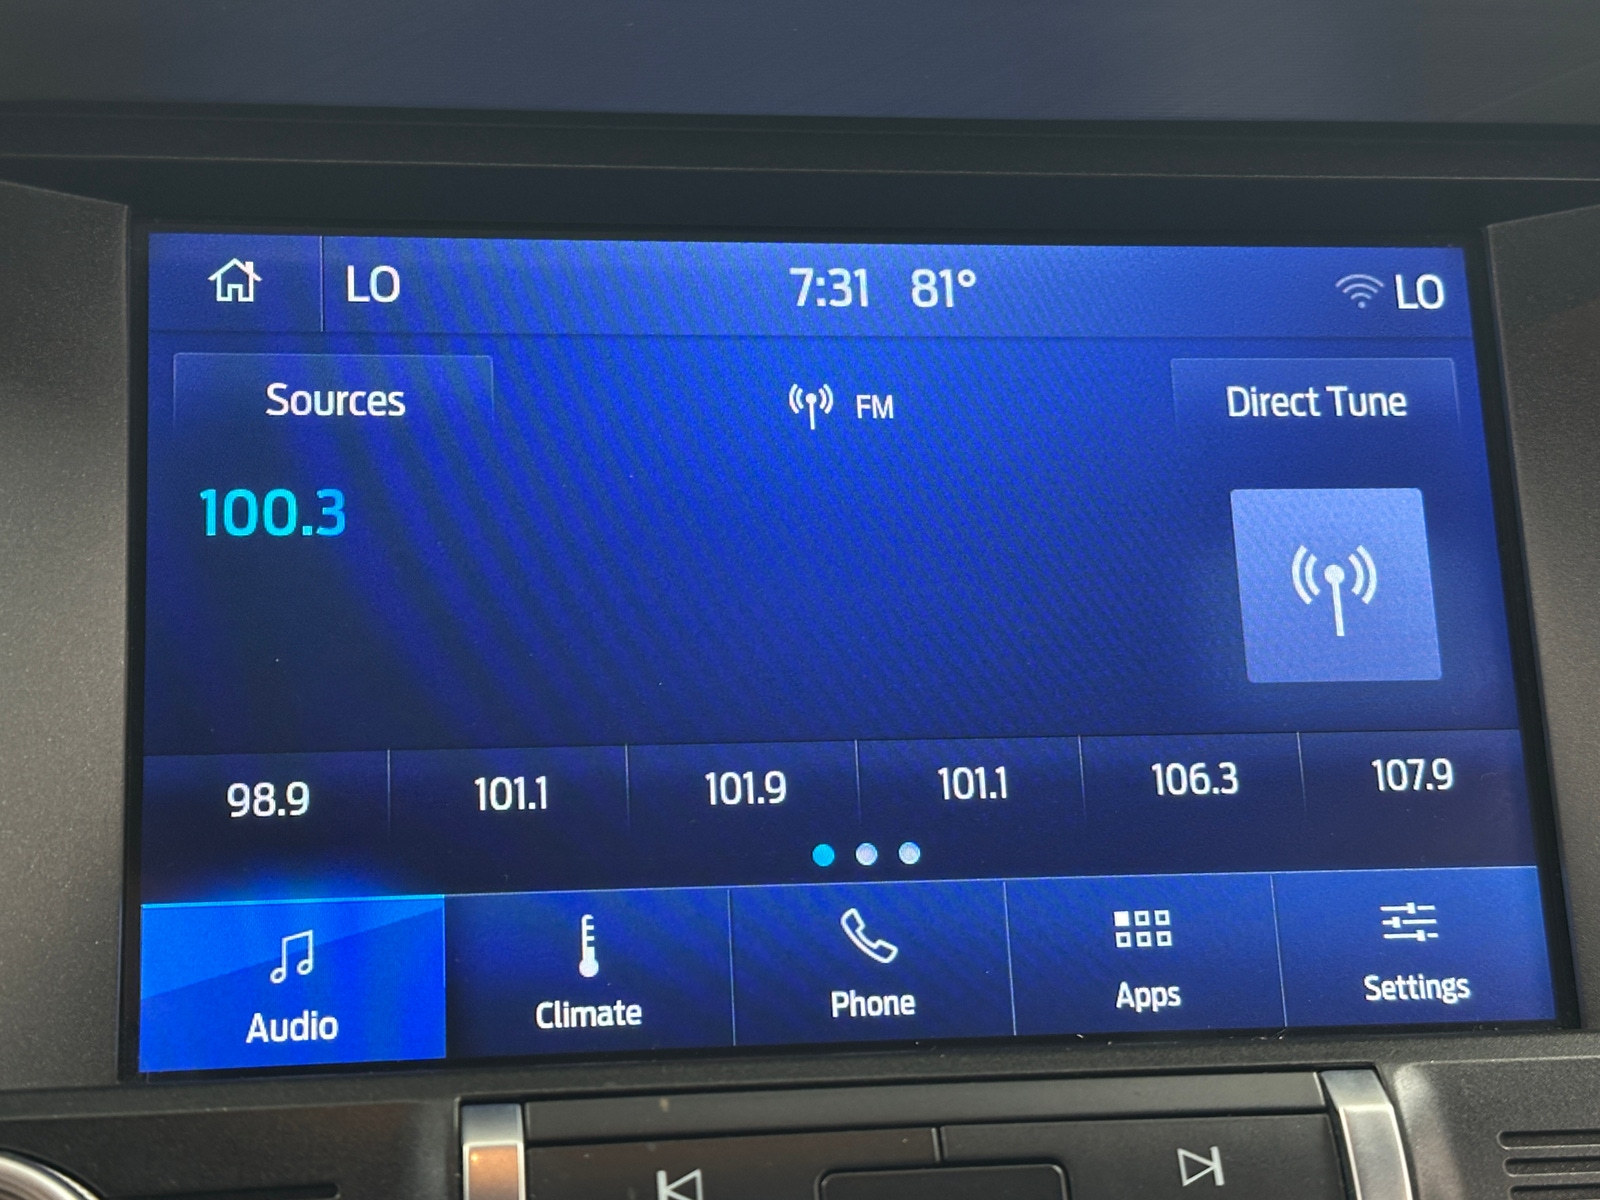 LO 7:31 81° LO
Sources FM Direct Tune
100.3
98.9 101.1 101.9 101.1 106.3 107.9
Audio Climate Phone Apps Settings